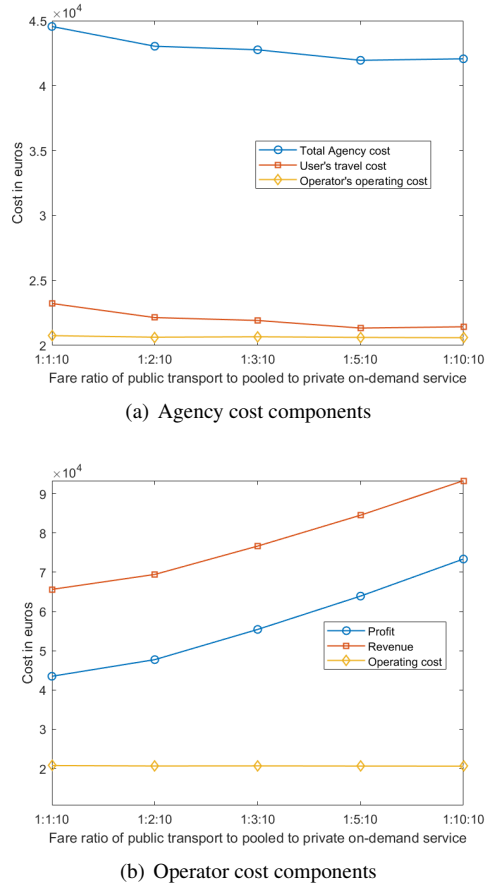 ×10⁴
4.5
4
3.5
3
2.5
2
Cost in euros
Total Agency cost
User's travel cost
Operator's operating cost
1:1:10 1:2:10 1:3:10 1:5:10 1:10:10
Fare ratio of public transport to pooled to private on-demand service
(a) Agency cost components
×10⁴
9
8
7
6
5
4
3
2
Cost in euros
Profit
Revenue
Operating cost
1:1:10 1:2:10 1:3:10 1:5:10 1:10:10
Fare ratio of public transport to pooled to private on-demand service
(b) Operator cost components